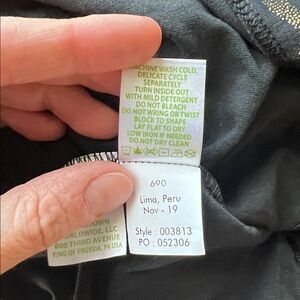 MACHINE WASH COLD,
DELICATE CYCLE
SEPARATELY
TURN INSIDE OUT
WITH MILD DETERGENT
DO NOT BLEACH
DO NOT WRING OR TWIST
BLOCK TO SHAPE
LAY FLAT TO DRY
LOW IRON IF NEEDED
DO NOT DRY CLEAN
690
Lima, Peru
Nov - 19
Style : 003813
PO : 052306
TOWN
WORLDWIDE, LLC
800 THIRD AVENUE
KING OF PRUSSIA, PA USA